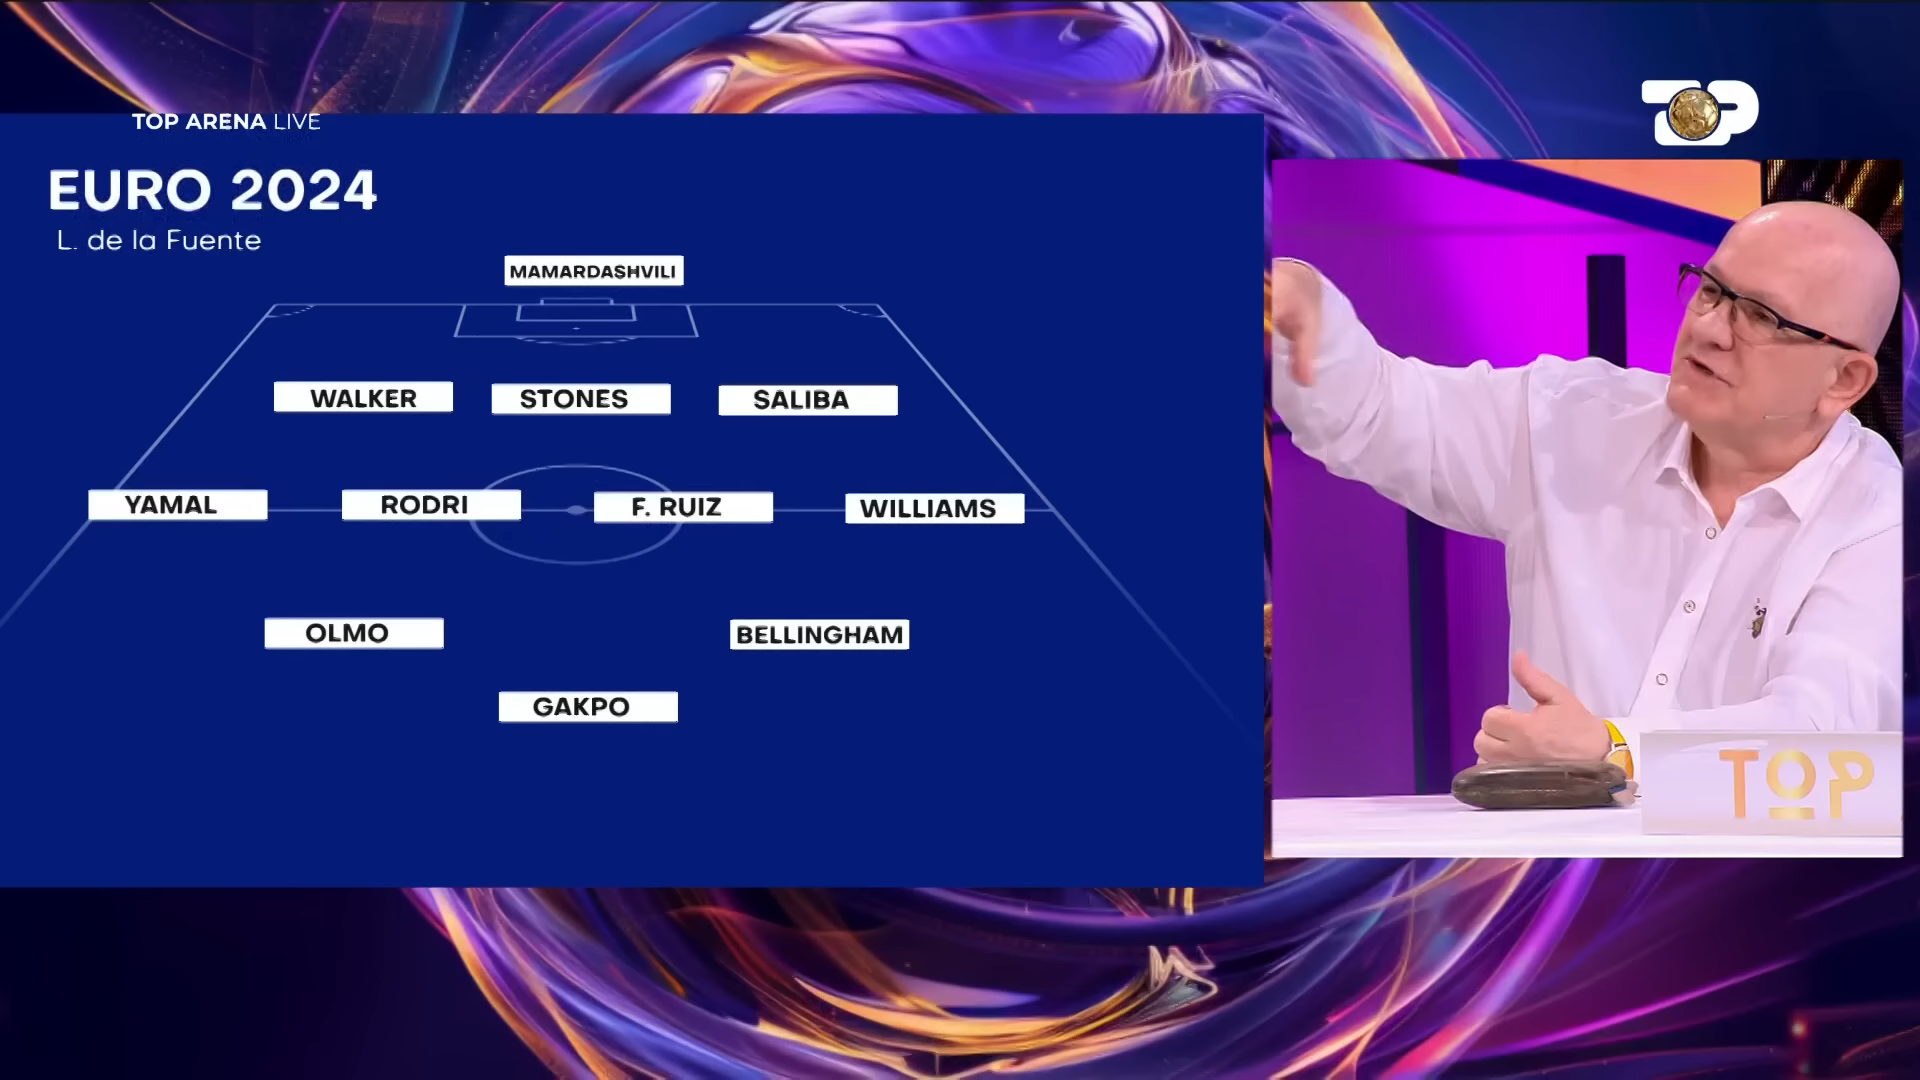 TOP ARENA LIVE
EURO 2024
L. de la Fuente
MAMARDASHVILI
WALKER
STONES
SALIBA
YAMAL
RODRI
F. RUIZ
WILLIAMS
OLMO
BELLINGHAM
GAKPO
TOP
TOP